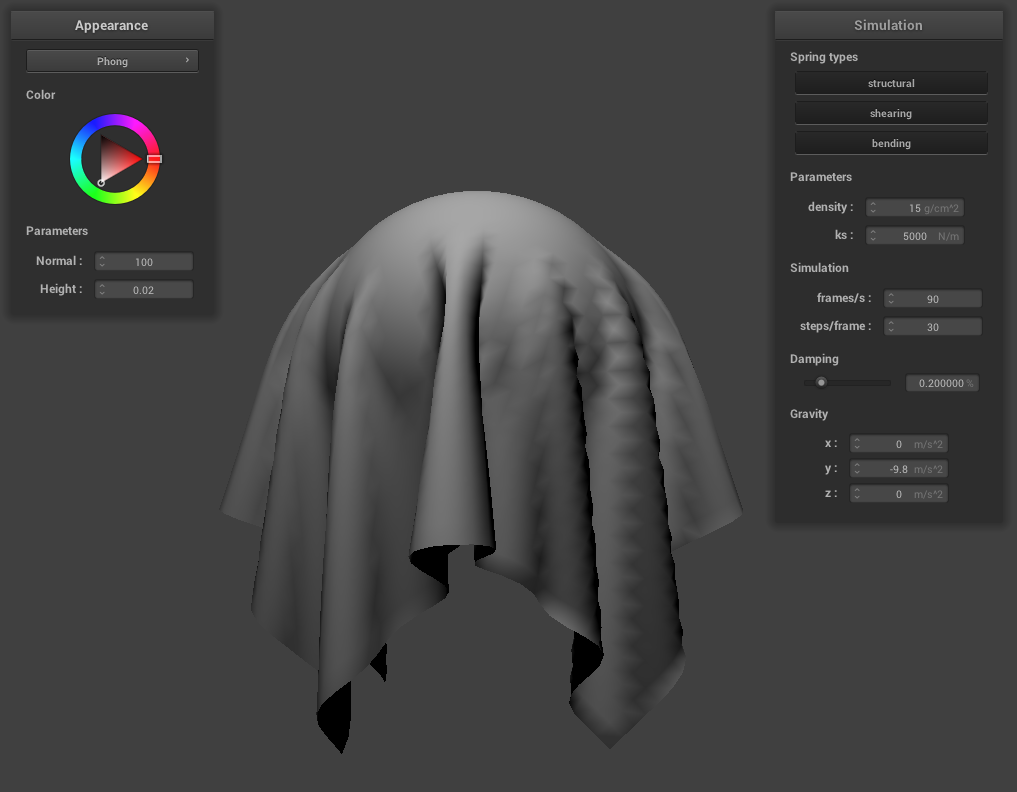 Appearance
Phong
Color
Parameters
Normal : 100
Height : 0.02
Simulation
Spring types
structural
shearing
bending
Parameters
density : 15 g/cm^2
ks : 5000 N/m
Simulation
frames/s : 90
steps/frame : 30
Damping
0.200000 %
Gravity
x : 0 m/s^2
y : -9.8 m/s^2
z : 0 m/s^2